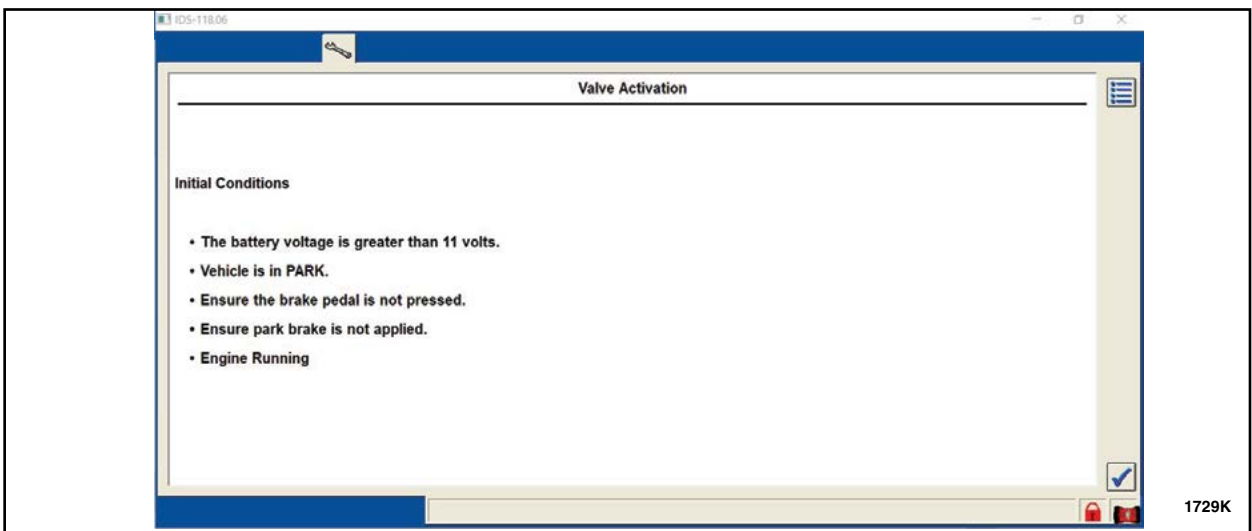 IDS-118.06
Valve Activation
Initial Conditions
• The battery voltage is greater than 11 volts.
• Vehicle is in PARK.
• Ensure the brake pedal is not pressed.
• Ensure park brake is not applied.
• Engine Running
1729K